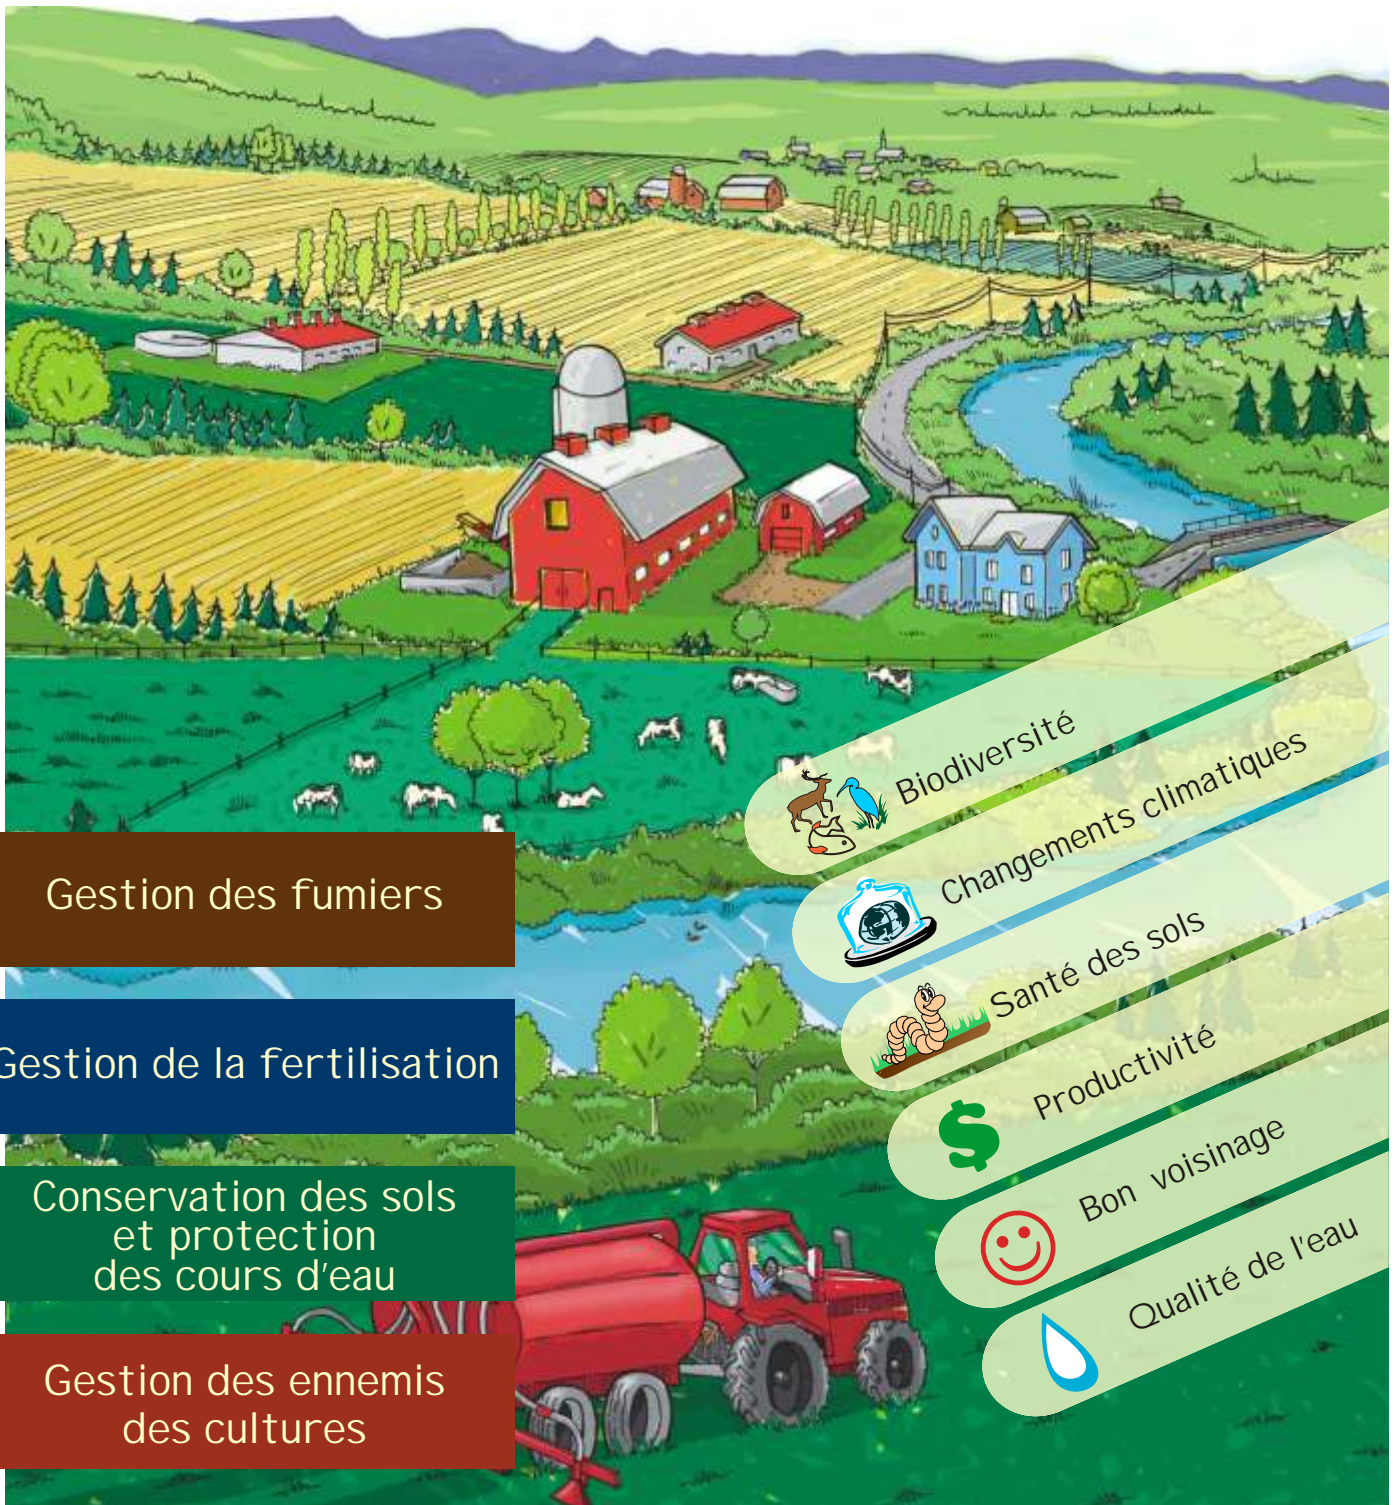 Biodiversité
Changements climatiques
Santé des sols
Productivité
Bon voisinage
Qualité de l'eau
Gestion des fumiers
Gestion de la fertilisation
Conservation des sols
et protection
des cours d'eau
Gestion des ennemis
des cultures